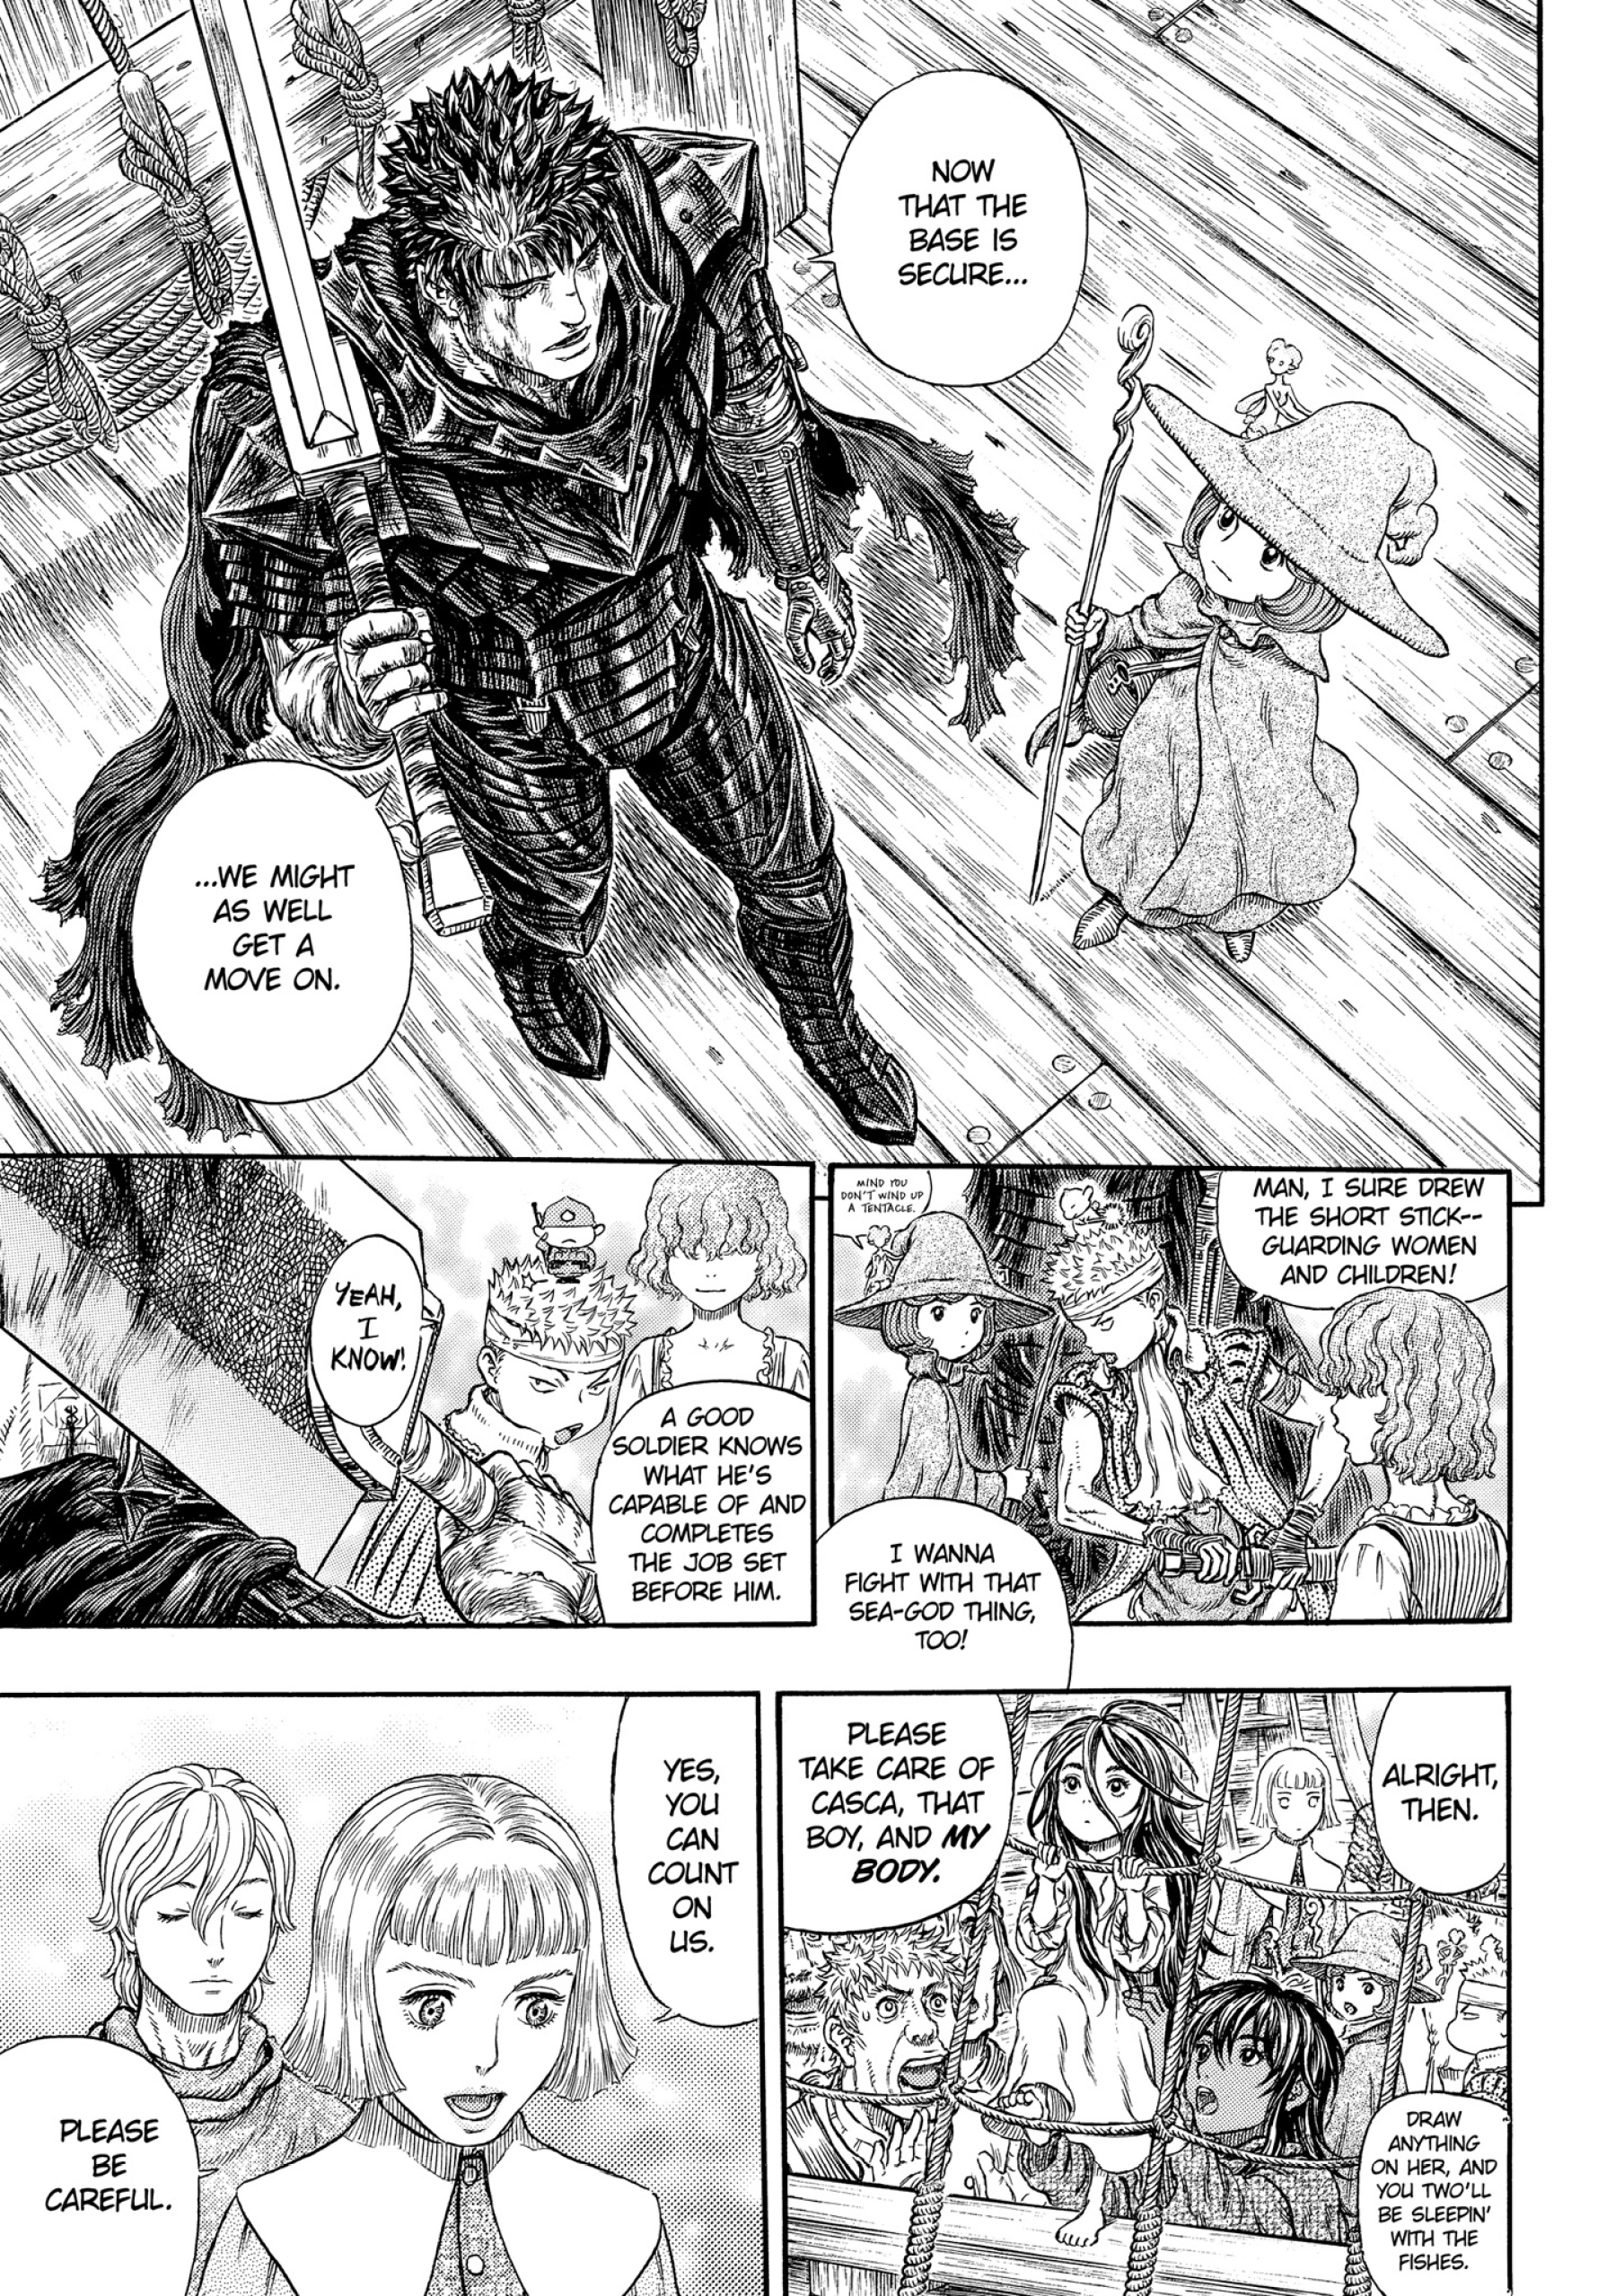 NOW
THAT THE
BASE IS
SECURE...
...WE MIGHT
AS WELL
GET A
MOVE ON.
MAN, I SURE DREW
THE SHORT STICK--
GUARDING WOMEN
AND CHILDREN!
MIND YOU
DON'T WIND UP
A TENTACLE.
I WANNA
FIGHT WITH THAT
SEA-GOD THING,
TOO!
A GOOD
SOLDIER KNOWS
WHAT HE'S
CAPABLE OF AND
COMPLETES
THE JOB SET
BEFORE HIM.
YEAH,
I
KNOW!
ALRIGHT,
THEN.
PLEASE
TAKE CARE OF
CASCA, THAT
BOY, AND MY
BODY.
DRAW
ANYTHING
ON HER, AND
YOU TWO'LL
BE SLEEPIN'
WITH THE
FISHES.
YES,
YOU
CAN
COUNT
ON
US.
PLEASE
BE
CAREFUL.